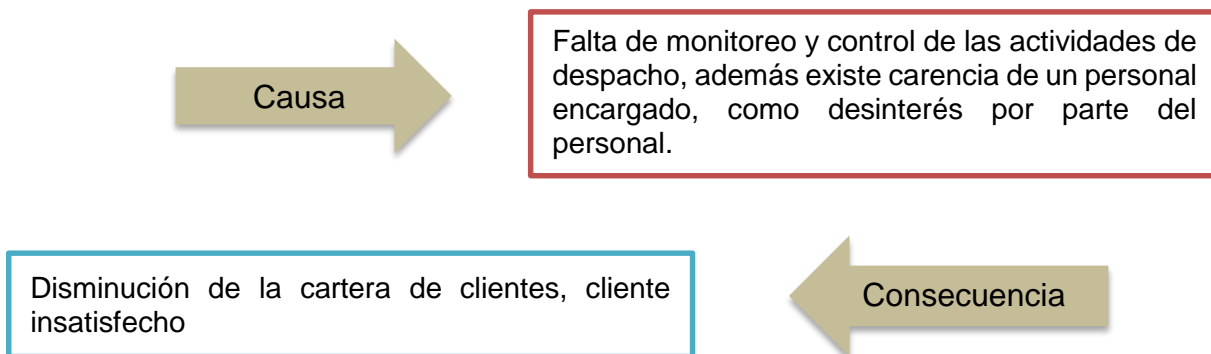 Causa
Falta de monitoreo y control de las actividades de
despacho, además existe carencia de un personal
encargado, como desinterés por parte del
personal.
Disminución de la cartera de clientes, cliente
insatisfecho
Consecuencia